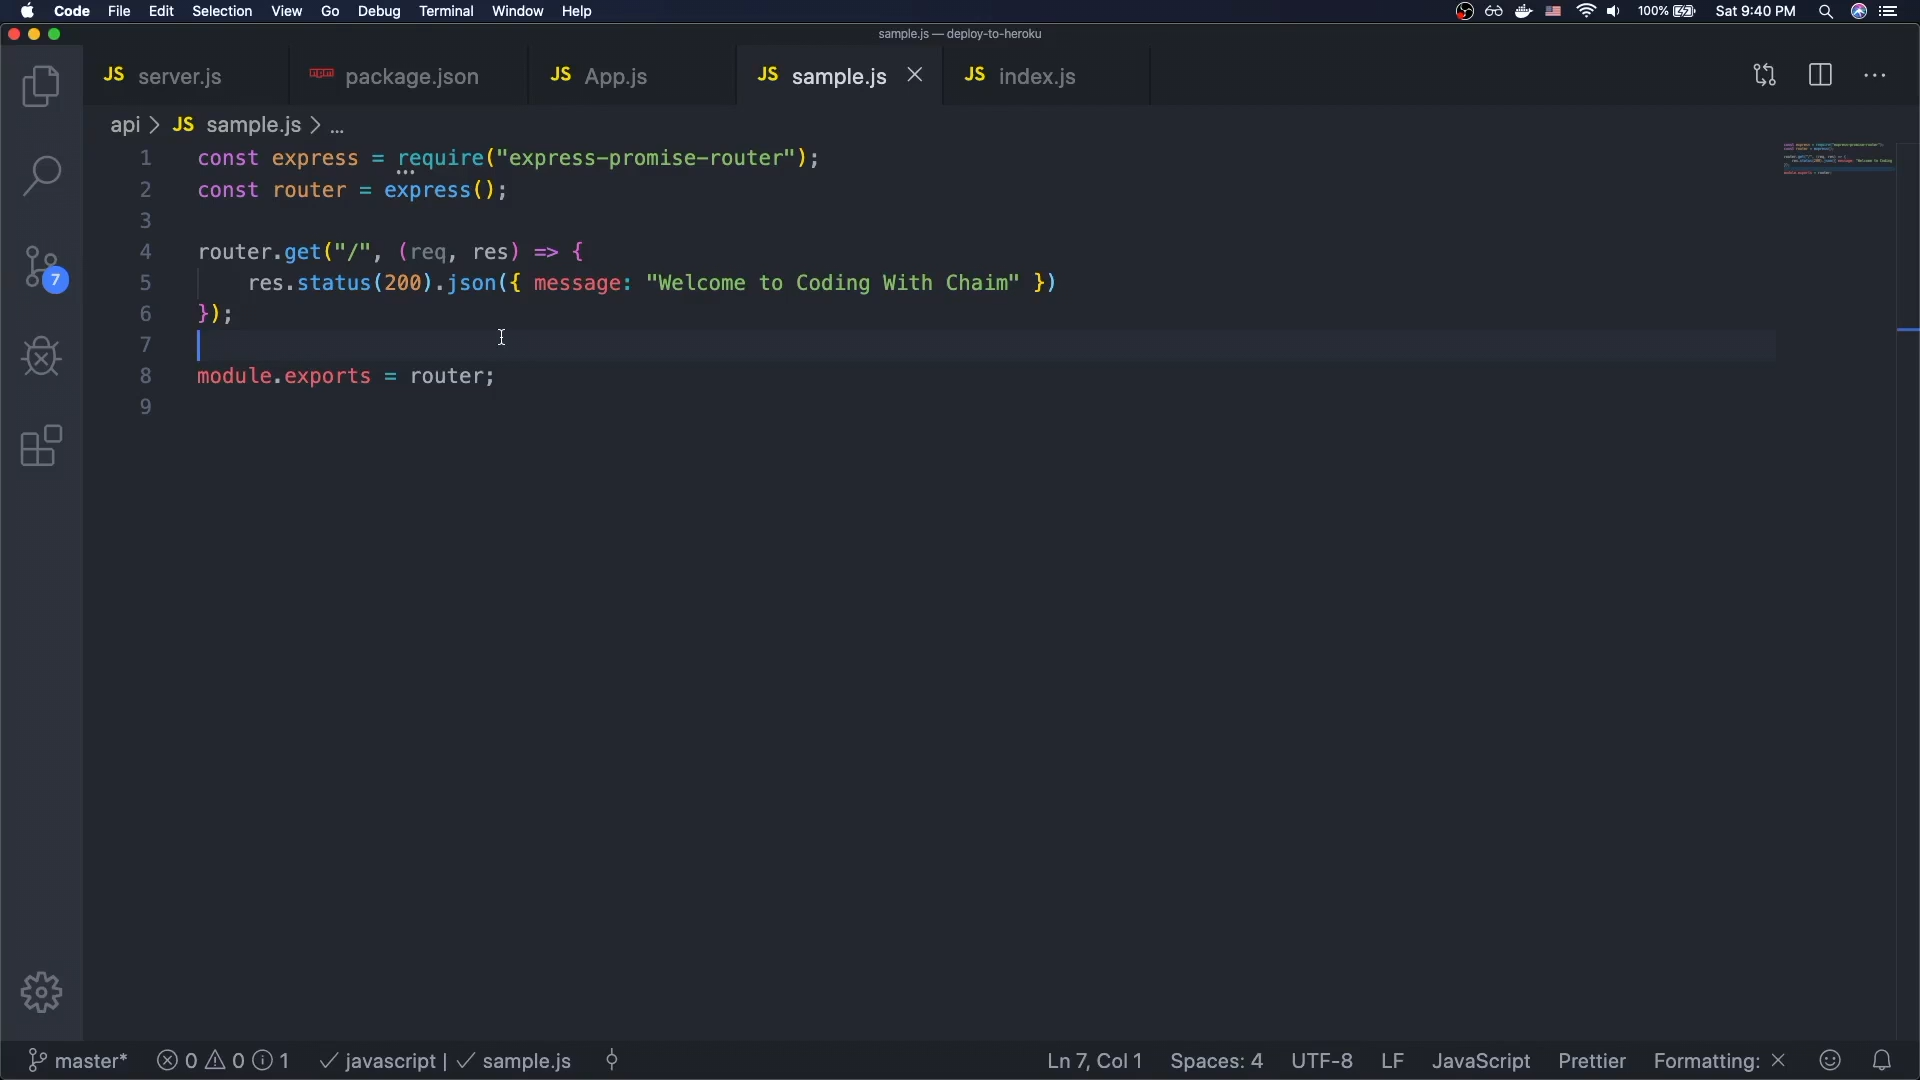 Code File Edit Selection View Go Debug Terminal Window Help 100% Sat 9:40 PM
sample.js — deploy-to-heroku
JS server.js npm package.json JS App.js JS sample.js JS index.js ...
api > JS sample.js > ...
1 const express = require("express-promise-router");
2 const router = express();
3
4 router.get("/", (req, res) => {
5 res.status(200).json({ message: "Welcome to Coding With Chaim" })
6 });
7
8 module.exports = router;
9
7
master* 0 0 1 javascript | sample.js Ln 7, Col 1 Spaces: 4 UTF-8 LF JavaScript Prettier Formatting: ×